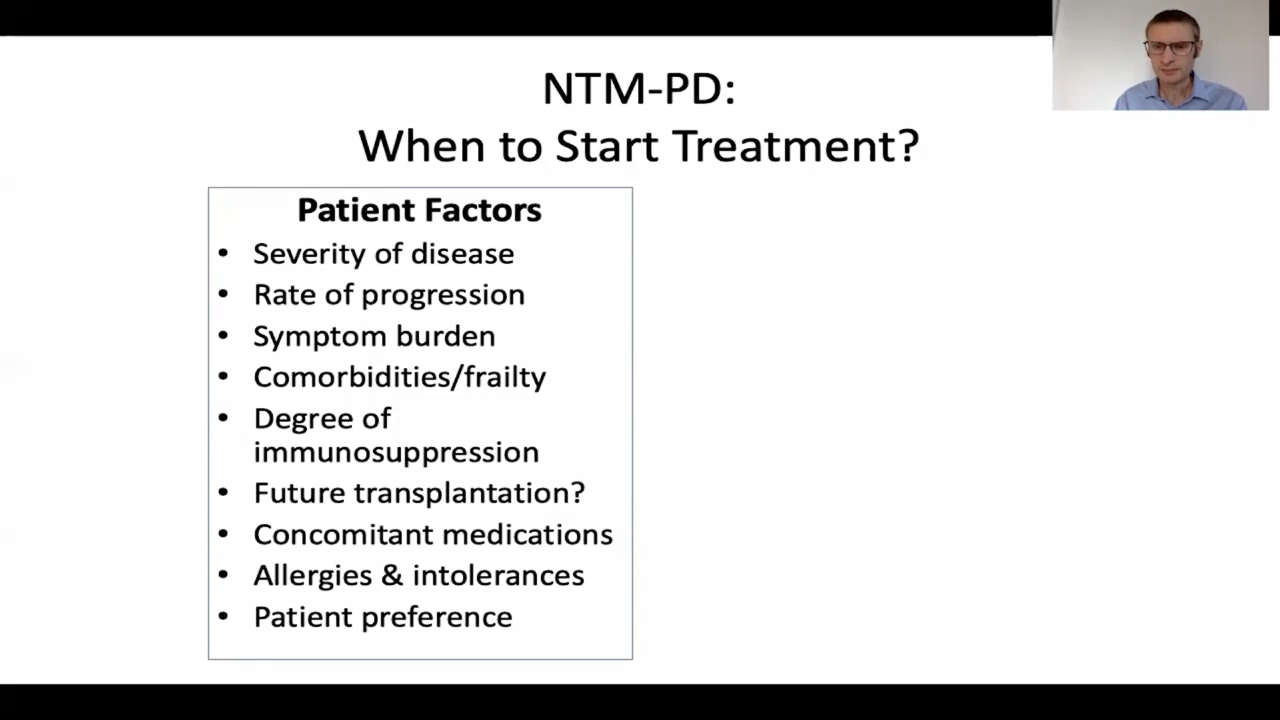 NTM-PD:
When to Start Treatment?
Patient Factors
• Severity of disease
• Rate of progression
• Symptom burden
• Comorbidities/frailty
• Degree of
immunosuppression
• Future transplantation?
• Concomitant medications
• Allergies & intolerances
• Patient preference